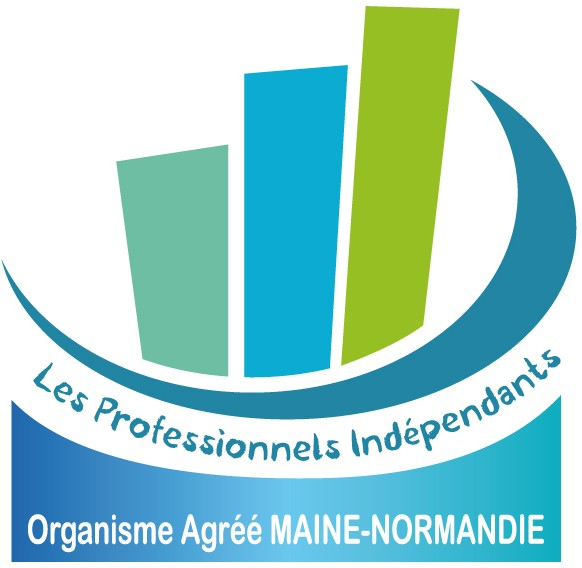 Les Professionnels Indépendants
Organisme Agréé MAINE-NORMANDIE